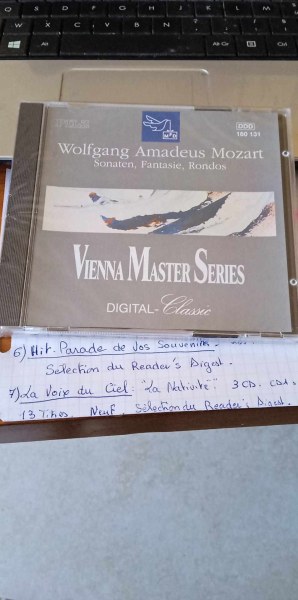 DDD
160 131
Wolfgang Amadeus Mozart
Sonaten, Fantasie, Rondos
VIENNA MASTER SERIES
DIGITAL-Classic
6) Hit-Parade de Vos Souvenirs.
Sélection du Reader's Digest.
7) La Voix du Ciel: "La Nativité" 3 CD. CD1.
13 Titres. Neuf. Sélection du Reader's Digest.